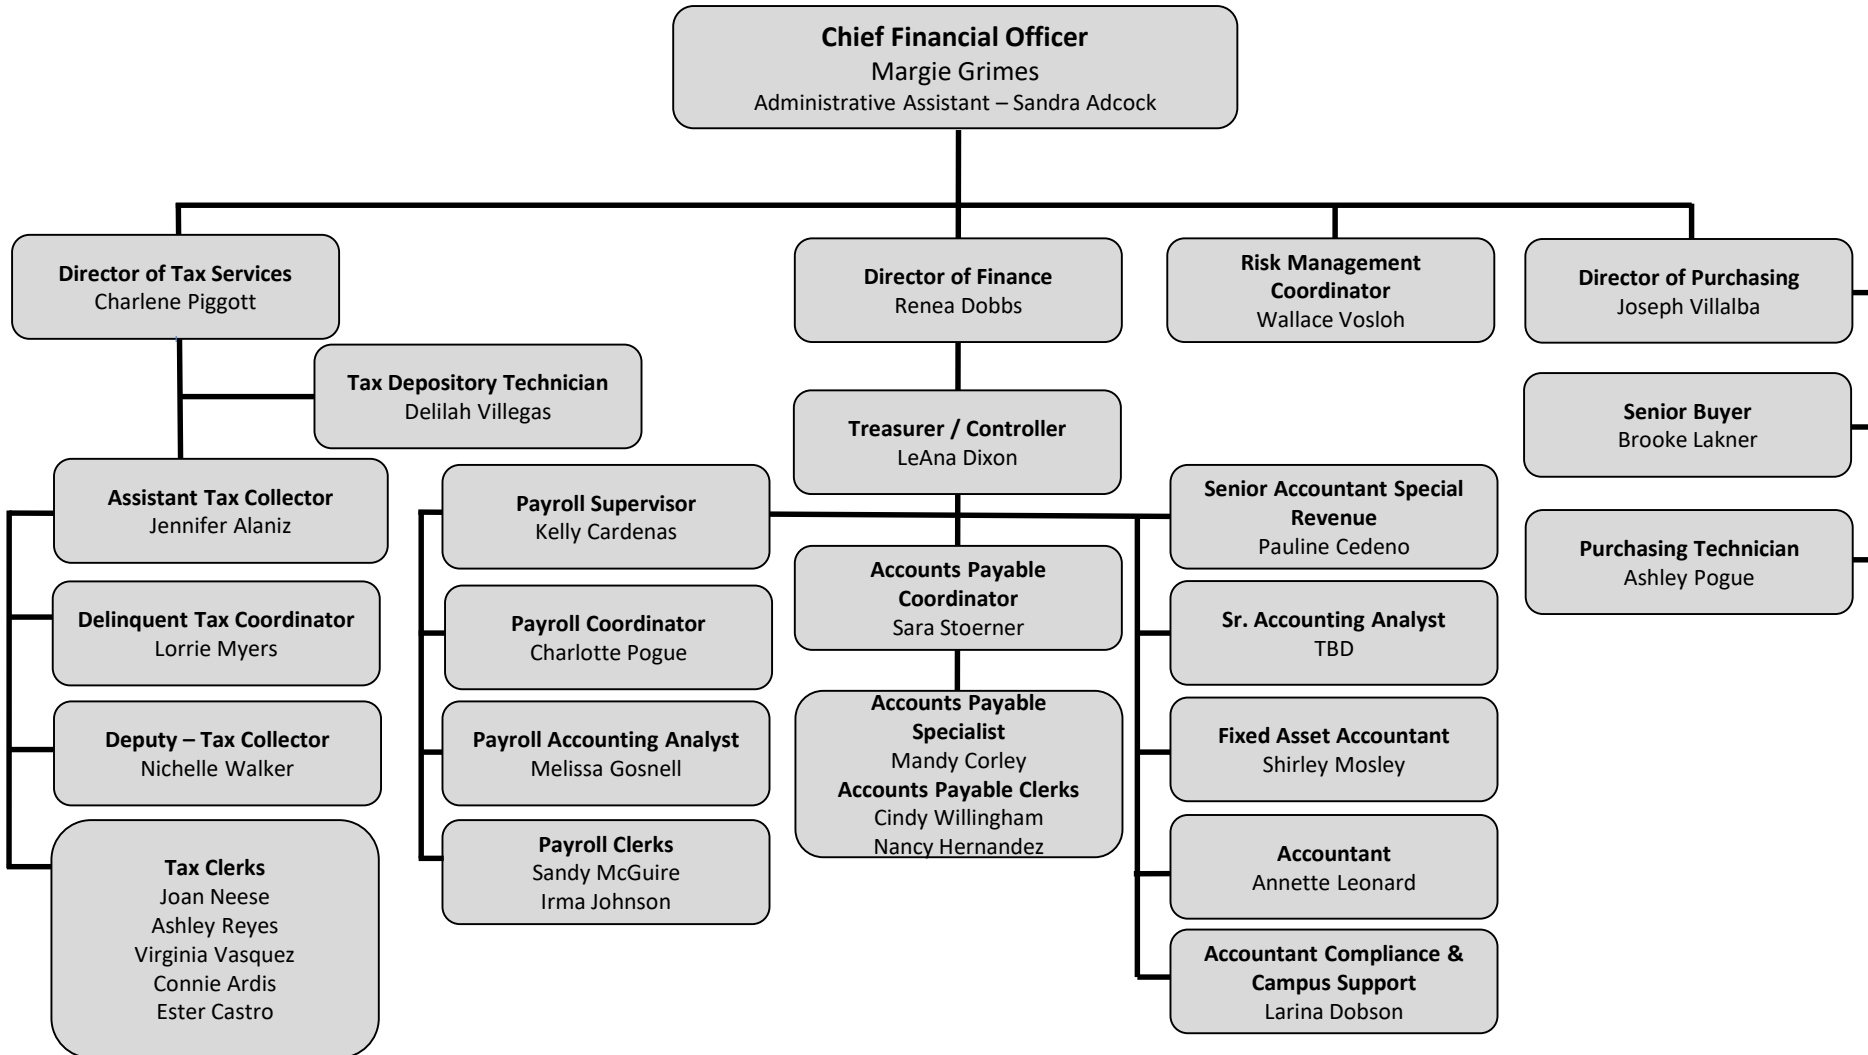 Chief Financial Officer
Margie Grimes
Administrative Assistant – Sandra Adcock
Director of Tax Services
Charlene Piggott
Director of Finance
Renea Dobbs
Risk Management
Coordinator
Wallace Vosloh
Director of Purchasing
Joseph Villalba
Tax Depository Technician
Delilah Villegas
Treasurer / Controller
LeAna Dixon
Senior Buyer
Brooke Lakner
Assistant Tax Collector
Jennifer Alaniz
Payroll Supervisor
Kelly Cardenas
Senior Accountant Special
Revenue
Pauline Cedeno
Purchasing Technician
Ashley Pogue
Accounts Payable
Coordinator
Sara Stoerner
Delinquent Tax Coordinator
Lorrie Myers
Payroll Coordinator
Charlotte Pogue
Sr. Accounting Analyst
TBD
Deputy – Tax Collector
Nichelle Walker
Payroll Accounting Analyst
Melissa Gosnell
Accounts Payable
Specialist
Mandy Corley
Accounts Payable Clerks
Cindy Willingham
Nancy Hernandez
Fixed Asset Accountant
Shirley Mosley
Tax Clerks
Joan Neese
Ashley Reyes
Virginia Vasquez
Connie Ardis
Ester Castro
Payroll Clerks
Sandy McGuire
Irma Johnson
Accountant
Annette Leonard
Accountant Compliance &
Campus Support
Larina Dobson